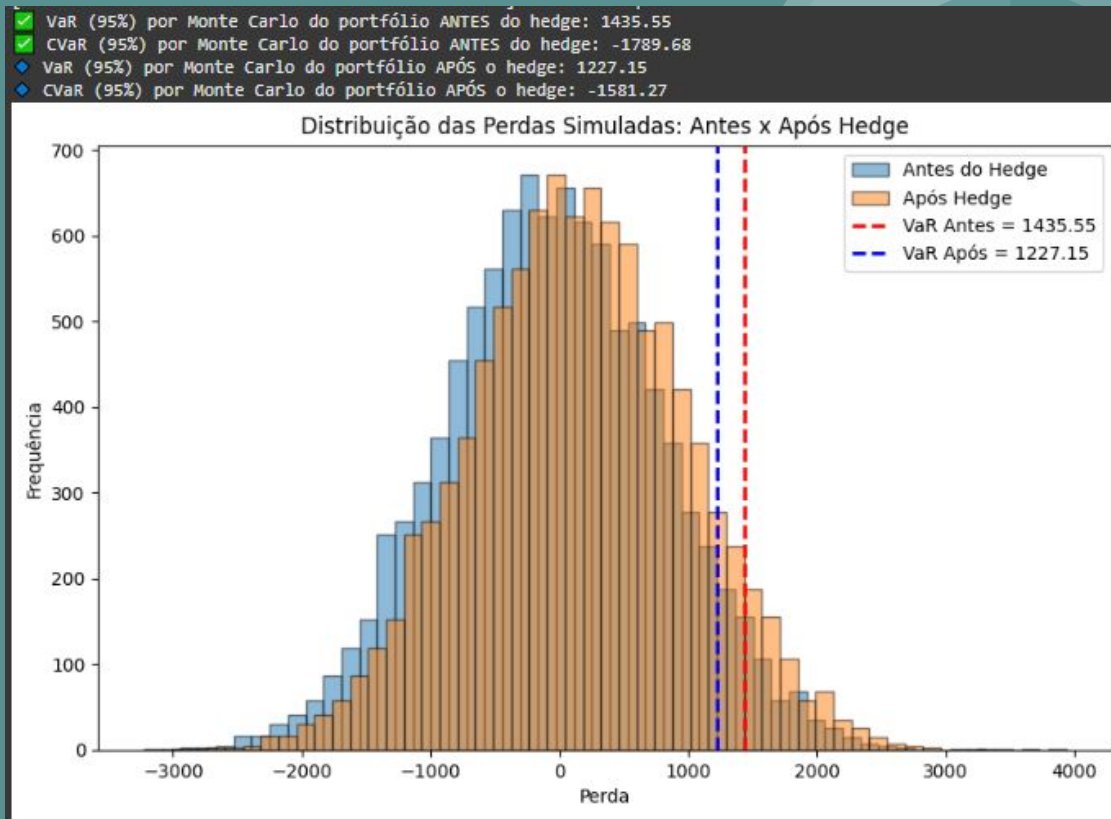 VaR (95%) por Monte Carlo do portfólio ANTES do hedge: 1435.55
CVaR (95%) por Monte Carlo do portfólio ANTES do hedge: -1789.68
VaR (95%) por Monte Carlo do portfólio APÓS o hedge: 1227.15
CVaR (95%) por Monte Carlo do portfólio APÓS o hedge: -1581.27
Distribuição das Perdas Simuladas: Antes x Após Hedge
Antes do Hedge
Após Hedge
VaR Antes = 1435.55
VaR Após = 1227.15
Frequência
700
600
500
400
300
200
100
0
−3000 −2000 −1000 0 1000 2000 3000 4000
Perda